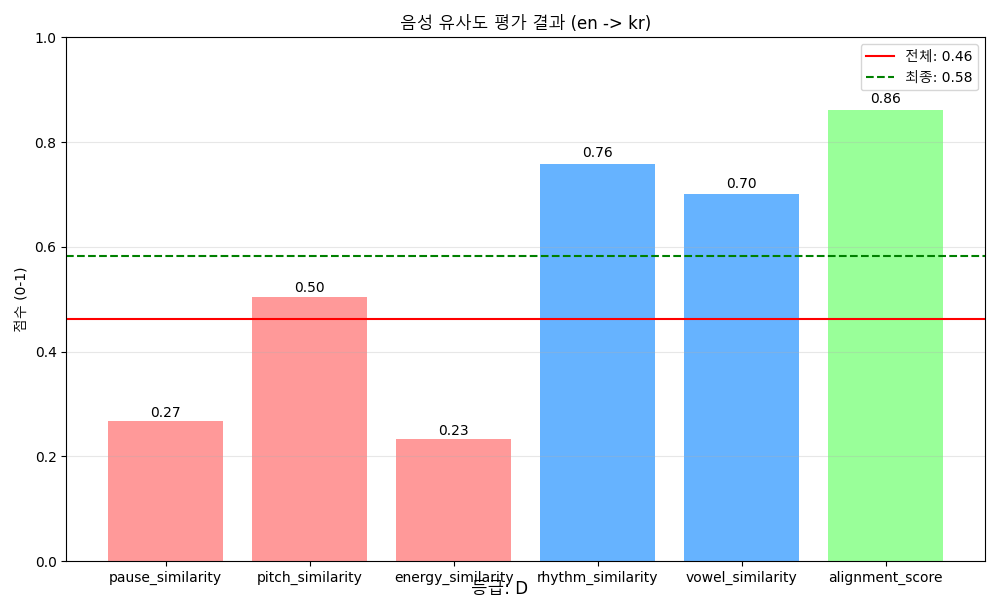 음성 유사도 평가 결과 (en -> kr)
전체: 0.46
최종: 0.58
점수 (0-1)
1.0
0.8
0.6
0.4
0.2
0.0
0.27
0.50
0.23
0.76
0.70
0.86
pause_similarity
pitch_similarity
energy_similarity
rhythm_similarity
vowel_similarity
alignment_score
등급: D